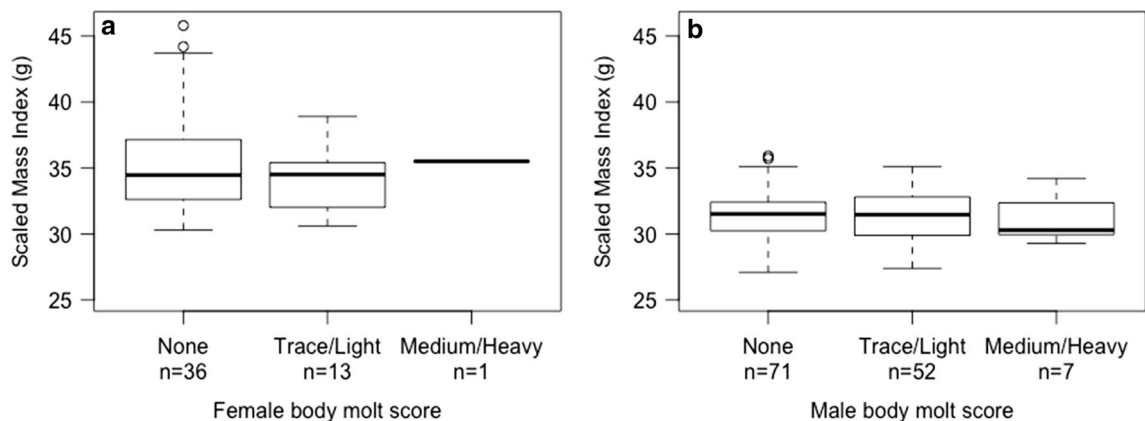 a
Scaled Mass Index (g)
45
40
35
30
25
None
n=36
Trace/Light
n=13
Medium/Heavy
n=1
Female body molt score
b
Scaled Mass Index (g)
45
40
35
30
25
None
n=71
Trace/Light
n=52
Medium/Heavy
n=7
Male body molt score